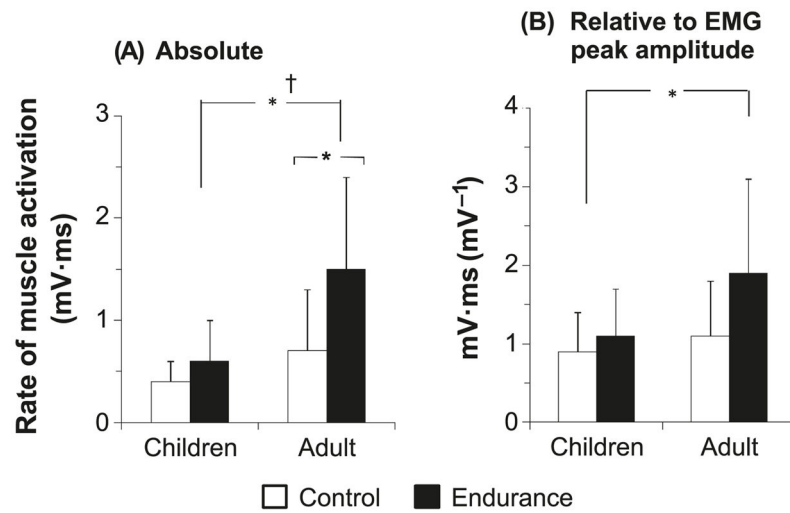 (A) Absolute
Rate of muscle activation
(mV·ms)
3
2
1
0
†
*
*
Children
Adult
(B) Relative to EMG
peak amplitude
mV·ms (mV⁻¹)
4
3
2
1
0
*
Children
Adult
Control
Endurance